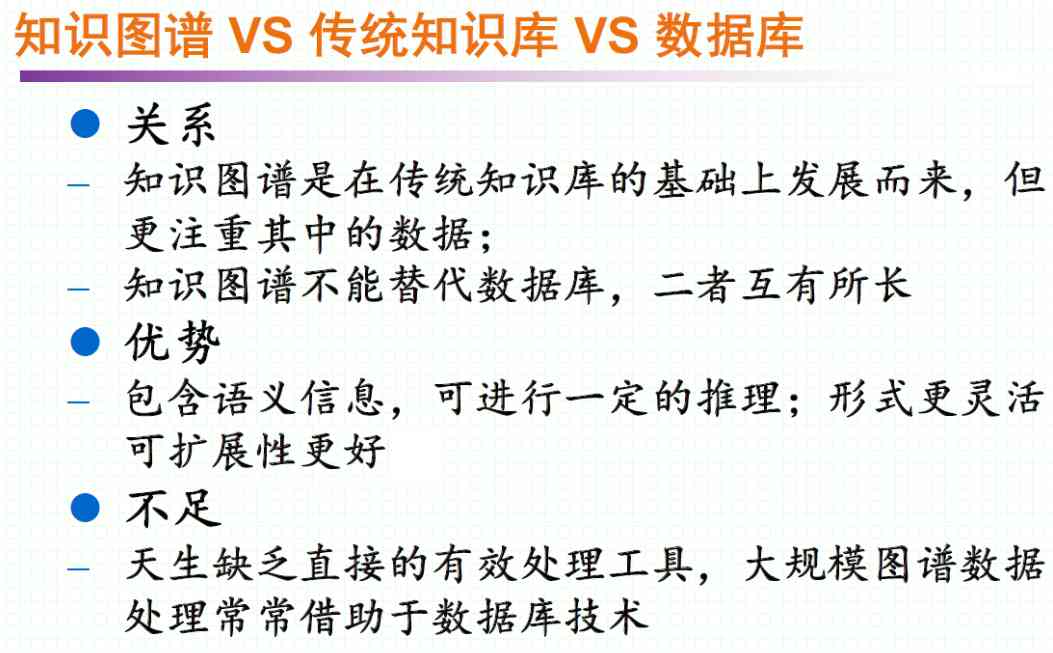 知识图谱 VS 传统知识库 VS 数据库
● 关系
– 知识图谱是在传统知识库的基础上发展而来，但
更注重其中的数据；
– 知识图谱不能替代数据库，二者互有所长
● 优势
– 包含语义信息，可进行一定的推理；形式更灵活
可扩展性更好
● 不足
– 天生缺乏直接的有效处理工具，大规模图谱数据
处理常常借助于数据库技术